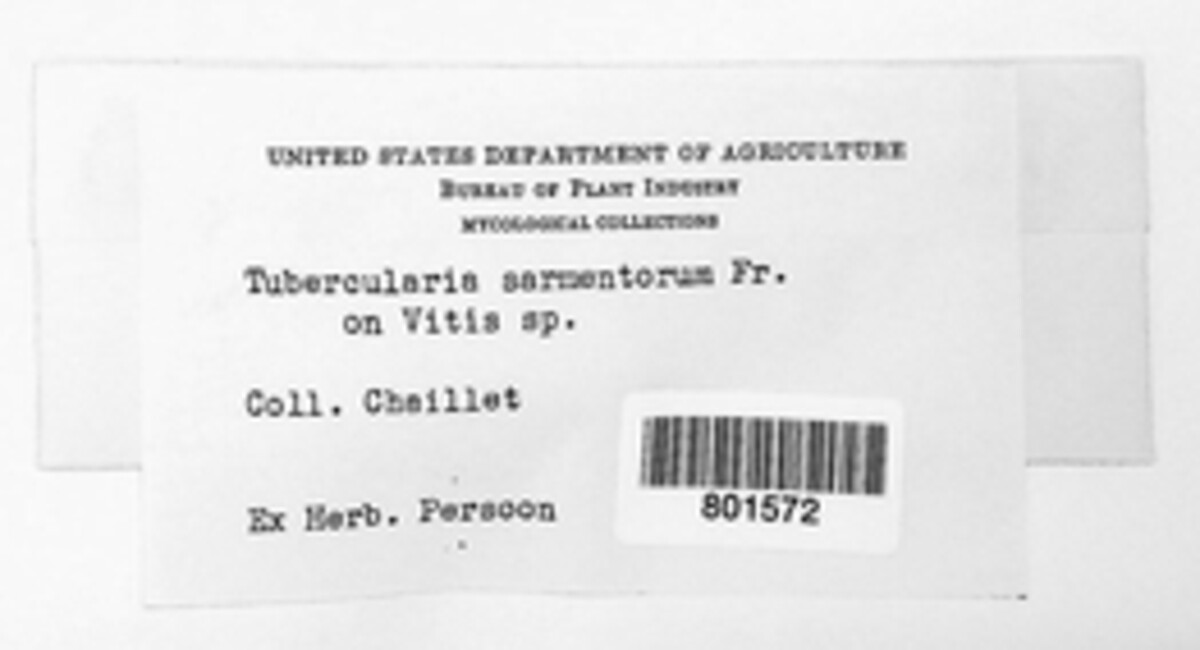 UNITED STATES DEPARTMENT OF AGRICULTURE
BUREAU OF PLANT INDUSTRY
MYCOLOGICAL COLLECTIONS
Tubercularia sarmentorum Fr.
on Vitis sp.
Coll. Chaillet
Ex Herb. Persoon
801572